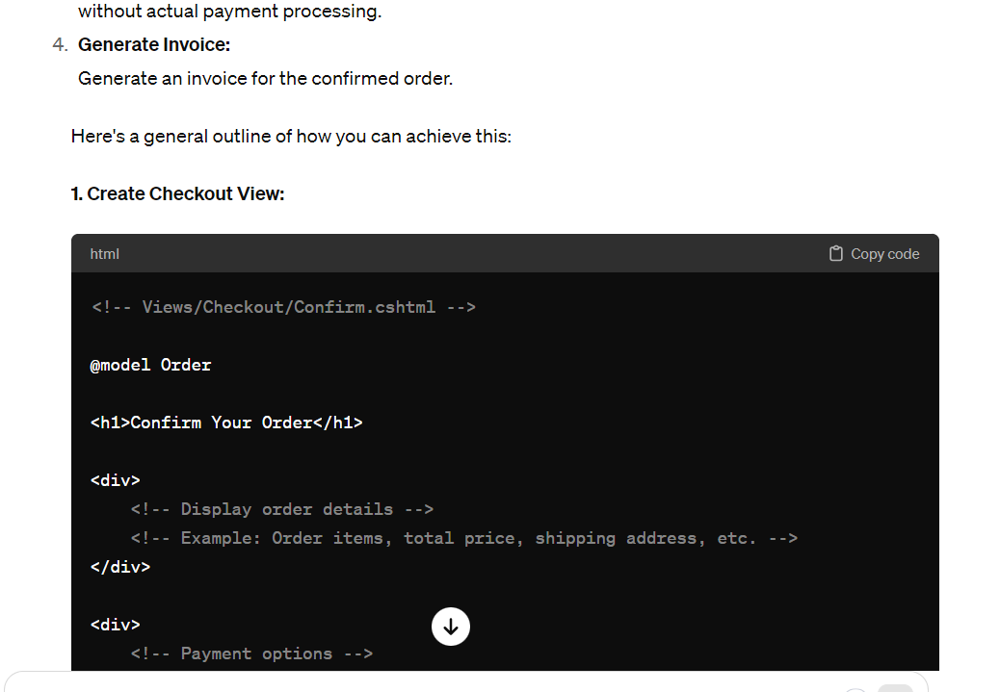 without actual payment processing.
4. Generate Invoice:
Generate an invoice for the confirmed order.
Here's a general outline of how you can achieve this:
1. Create Checkout View:
html Copy code
<!-- Views/Checkout/Confirm.cshtml -->
@model Order
<h1>Confirm Your Order</h1>
<div>
<!-- Display order details -->
<!-- Example: Order items, total price, shipping address, etc. -->
</div>
<div>
<!-- Payment options -->